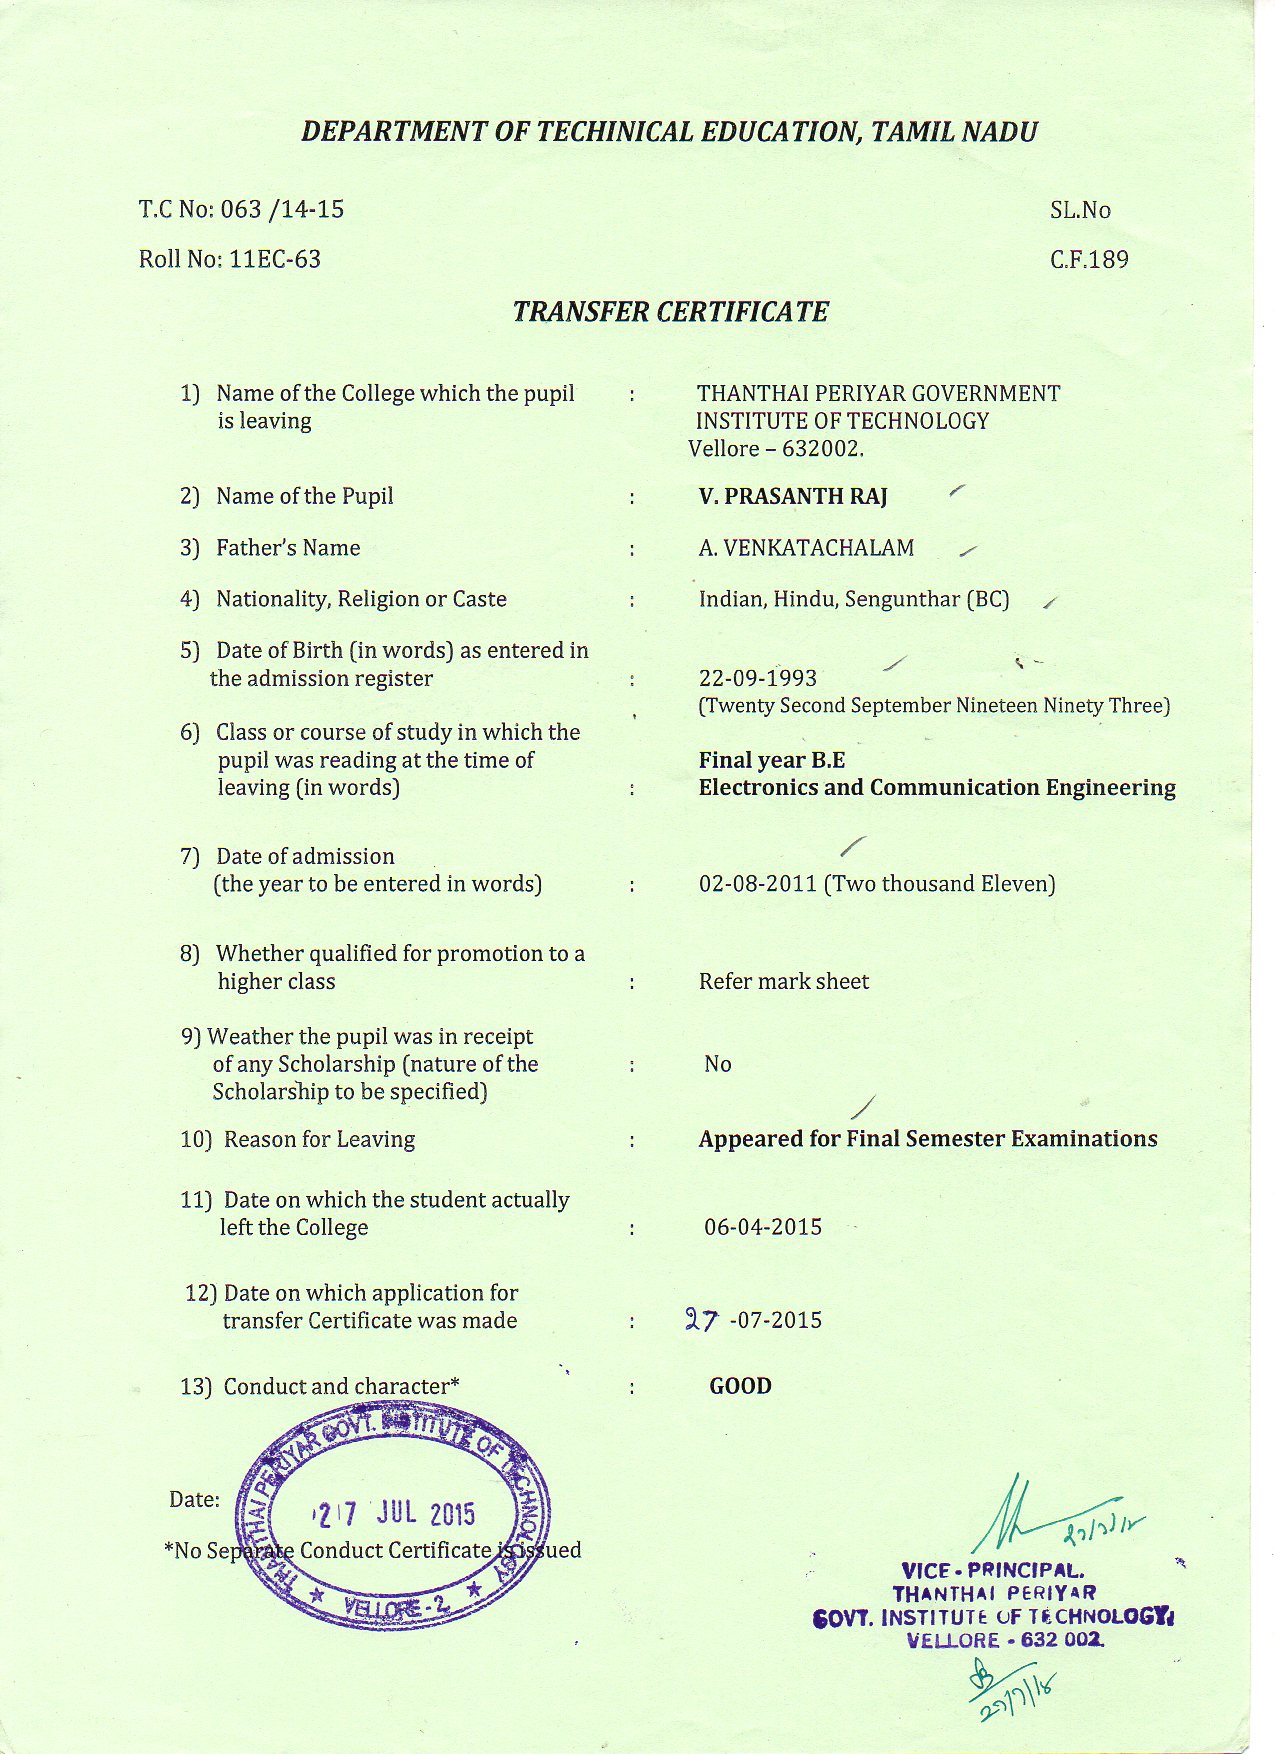 DEPARTMENT OF TECHINICAL EDUCATION, TAMIL NADU
T.C No: 063 /14-15 SL.No
Roll No: 11EC-63 C.F.189
TRANSFER CERTIFICATE
1) Name of the College which the pupil : THANTHAI PERIYAR GOVERNMENT
is leaving INSTITUTE OF TECHNOLOGY
Vellore – 632002.
2) Name of the Pupil : V. PRASANTH RAJ
3) Father's Name : A. VENKATACHALAM
4) Nationality, Religion or Caste : Indian, Hindu, Sengunthar (BC)
5) Date of Birth (in words) as entered in
the admission register : 22-09-1993
(Twenty Second September Nineteen Ninety Three)
6) Class or course of study in which the
pupil was reading at the time of Final year B.E
leaving (in words) : Electronics and Communication Engineering
7) Date of admission
(the year to be entered in words) : 02-08-2011 (Two thousand Eleven)
8) Whether qualified for promotion to a
higher class : Refer mark sheet
9) Weather the pupil was in receipt
of any Scholarship (nature of the : No
Scholarship to be specified)
10) Reason for Leaving : Appeared for Final Semester Examinations
11) Date on which the student actually
left the College : 06-04-2015
12) Date on which application for
transfer Certificate was made : 27 -07-2015
13) Conduct and character* : GOOD
THANTHAI PERIYAR GOVT. INSTITUTE OF TECHNOLOGY
Date: 27 JUL 2015
*No Separate Conduct Certificate is issued
★ VELLORE-2 ★
27/7/15
VICE-PRINCIPAL.
THANTHAI PERIYAR
GOVT. INSTITUTE OF TECHNOLOGY,
VELLORE - 632 002.
27/7/15